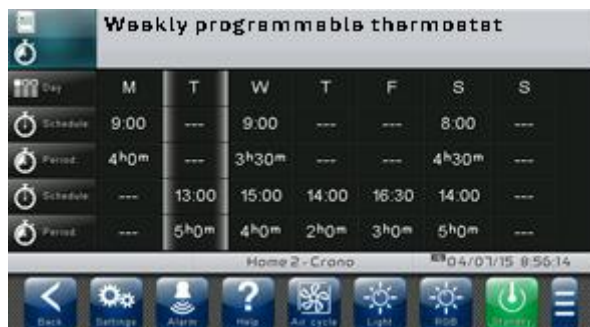 Weekly programmable thermostat
Day M T W T F S S
Schedule 9:00 --- 9:00 --- --- 8:00 ---
Period 4h0m --- 3h30m --- --- 4h30m ---
Schedule --- 13:00 15:00 14:00 16:30 14:00 ---
Period --- 5h0m 4h0m 2h0m 3h0m 5h0m ---
Home 2 - Crono 04/07/15 8:56:14
Back Settings Alarm Help Air cycle Light RGB Standby